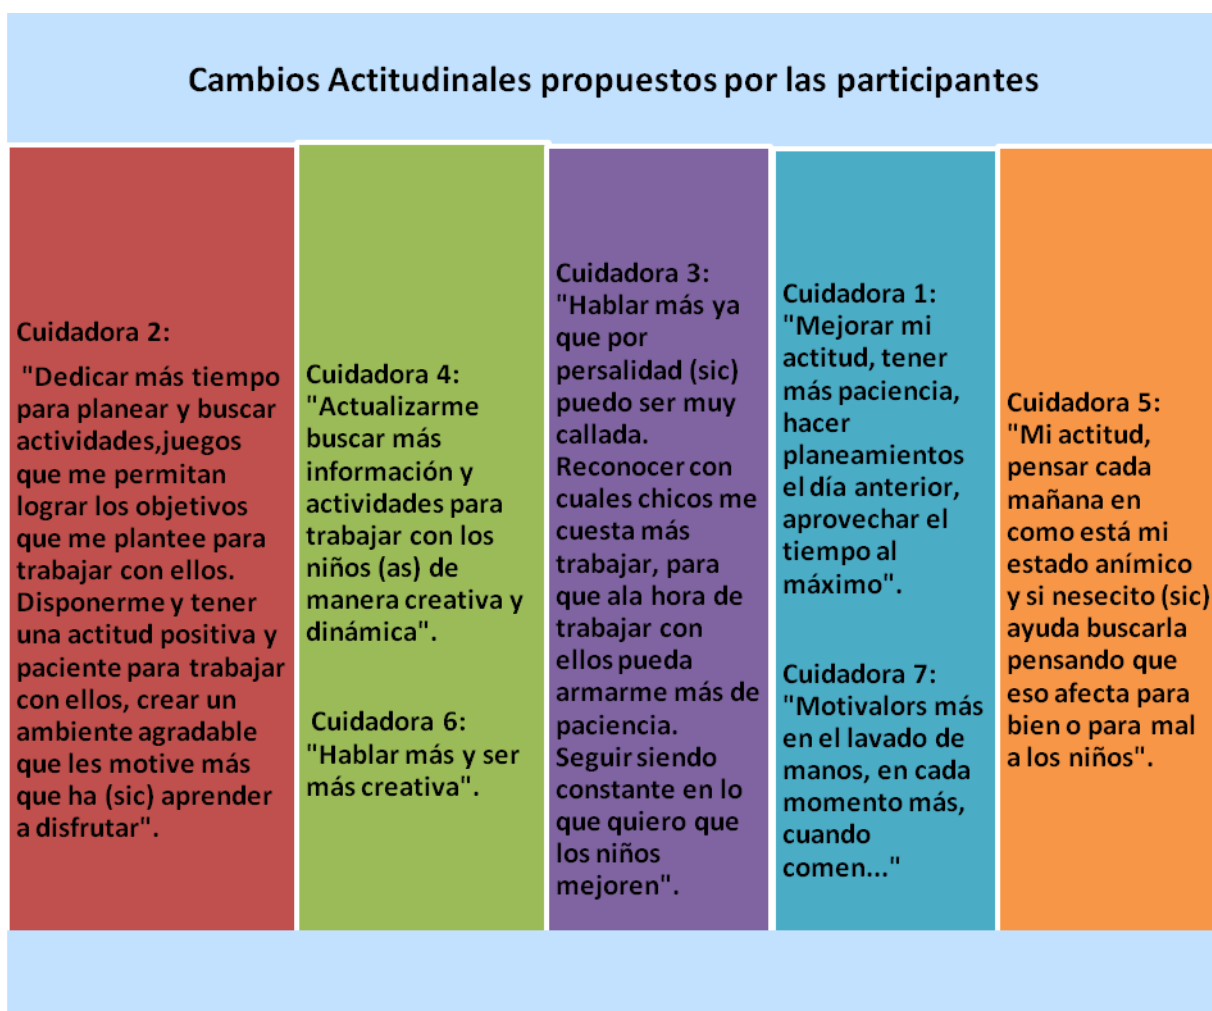 Cambios Actitudinales propuestos por las participantes
Cuidadora 2:
"Dedicar más tiempo
para planear y buscar
actividades,juegos
que me permitan
lograr los objetivos
que me plantee para
trabajar con ellos.
Disponerme y tener
una actitud positiva y
paciente para trabajar
con ellos, crear un
ambiente agradable
que les motive más
que ha (sic) aprender
a disfrutar".
Cuidadora 4:
"Actualizarme
buscar más
información y
actividades para
trabajar con los
niños (as) de
manera creativa y
dinámica".
Cuidadora 6:
"Hablar más y ser
más creativa".
Cuidadora 3:
"Hablar más ya
que por
persalidad (sic)
puedo ser muy
callada.
Reconocer con
cuales chicos me
cuesta más
trabajar, para
que ala hora de
trabajar con
ellos pueda
armarme más de
paciencia.
Seguir siendo
constante en lo
que quiero que
los niños
mejoren".
Cuidadora 1:
"Mejorar mi
actitud, tener
más paciencia,
hacer
planeamientos
el día anterior,
aprovechar el
tiempo al
máximo".
Cuidadora 7:
"Motivalors más
en el lavado de
manos, en cada
momento más,
cuando
comen..."
Cuidadora 5:
"Mi actitud,
pensar cada
mañana en
como está mi
estado anímico
y si nesecito (sic)
ayuda buscarla
pensando que
eso afecta para
bien o para mal
a los niños".